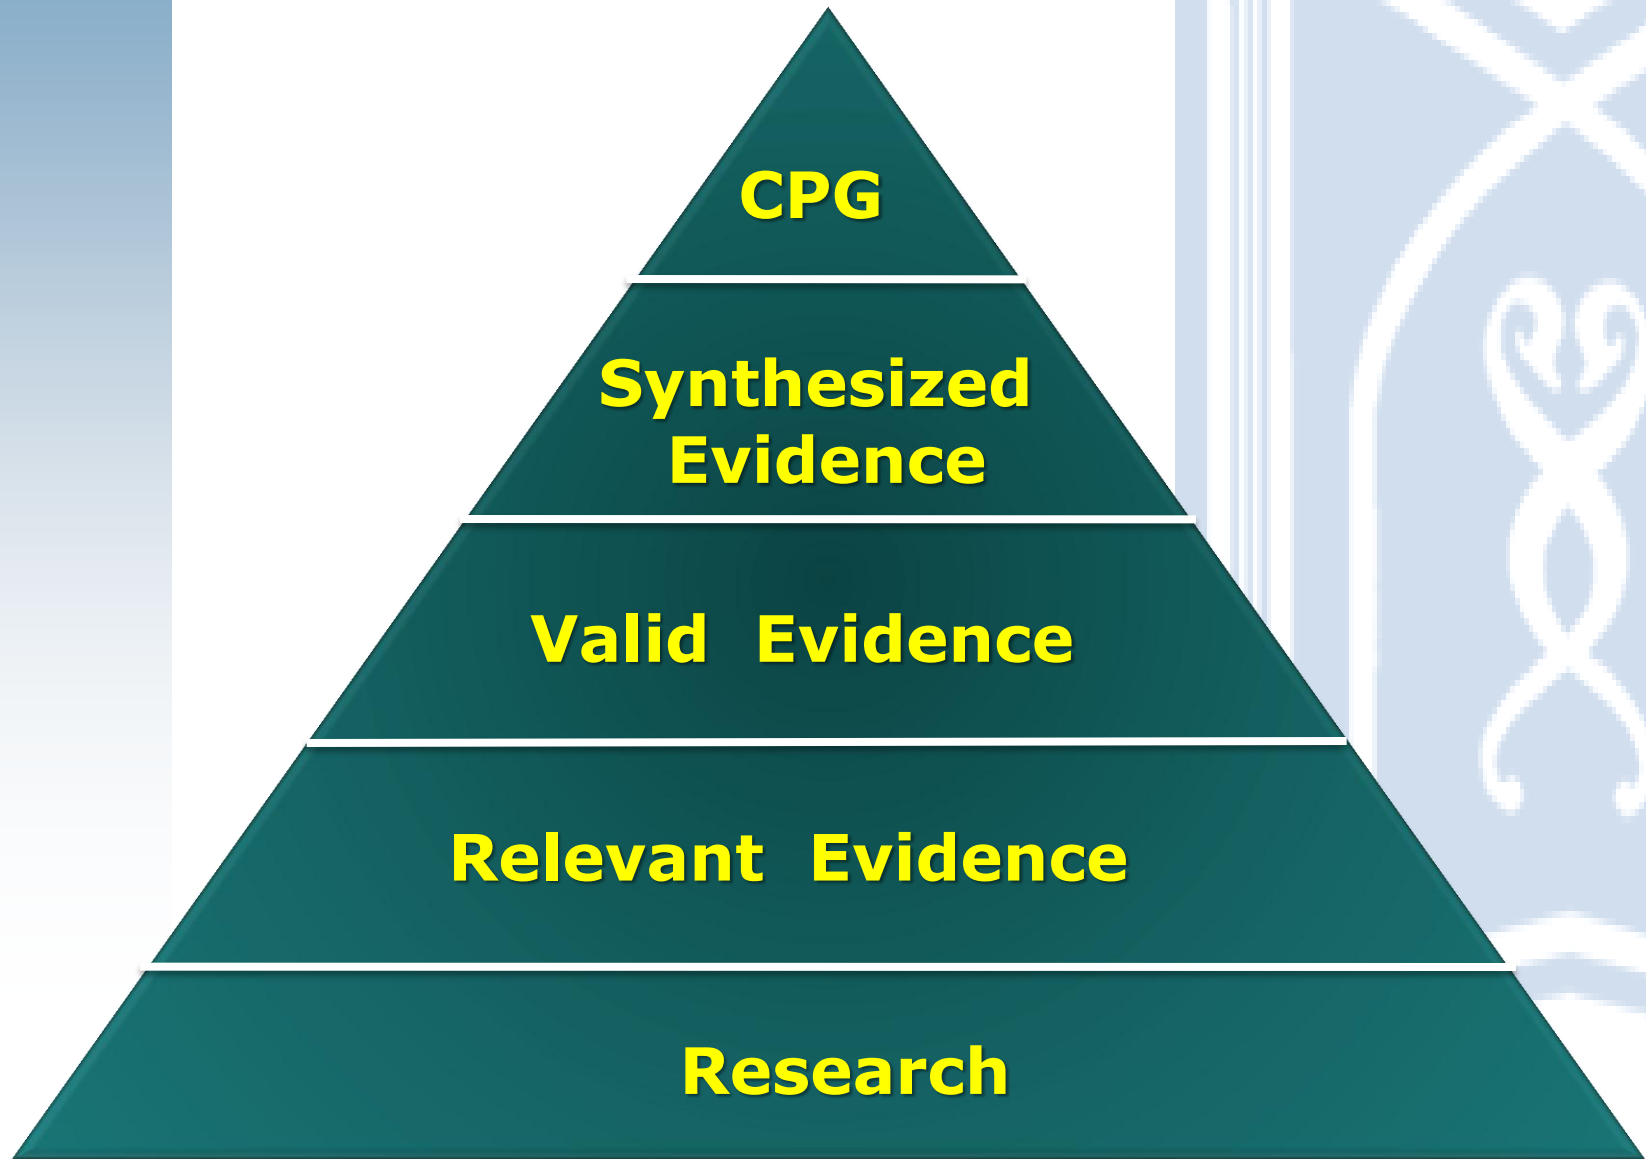 CPG
Synthesized
Evidence
Valid Evidence
Relevant Evidence
Research